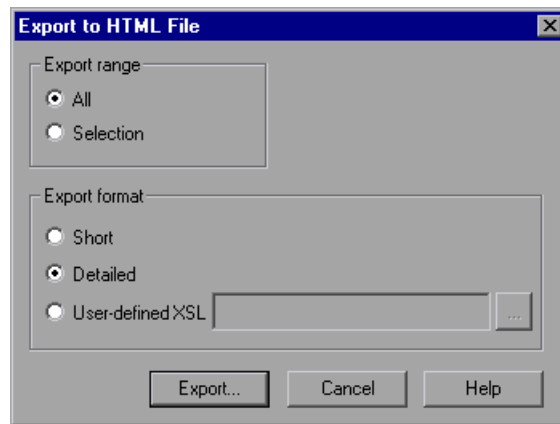 Export to HTML File
Export range
All
Selection
Export format
Short
Detailed
User-defined XSL ...
Export... Cancel Help